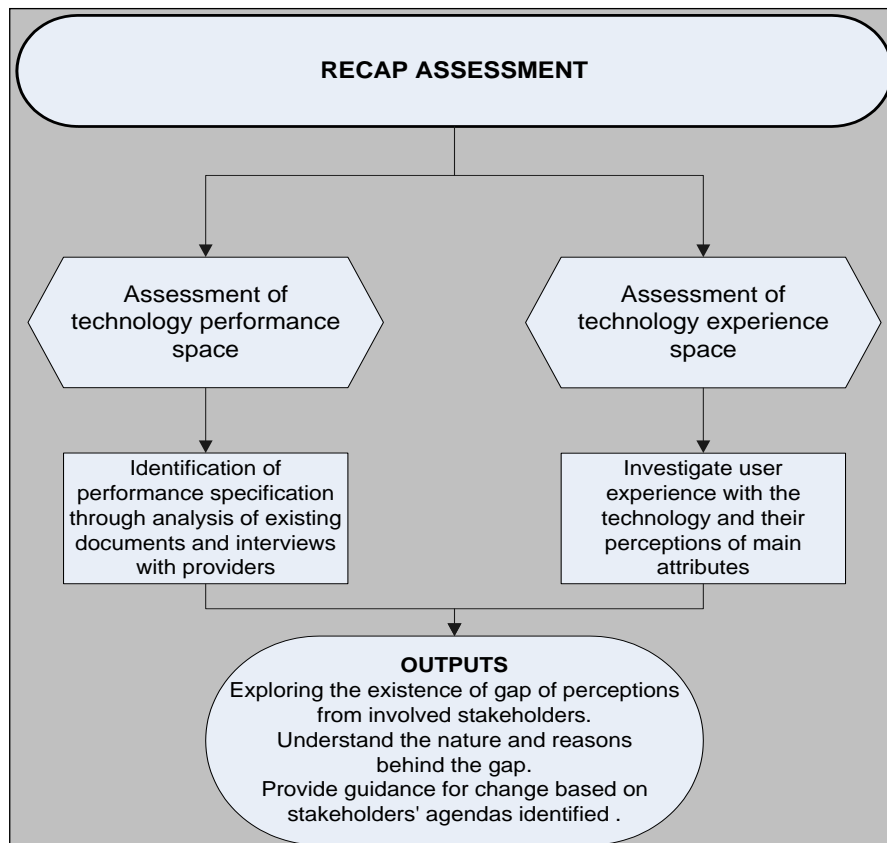 RECAP ASSESSMENT
Assessment of
technology performance
space
Assessment of
technology experience
space
Identification of
performance specification
through analysis of existing
documents and interviews
with providers
Investigate user
experience with the
technology and their
perceptions of main
attributes
OUTPUTS
Exploring the existence of gap of perceptions
from involved stakeholders.
Understand the nature and reasons
behind the gap.
Provide guidance for change based on
stakeholders' agendas identified .